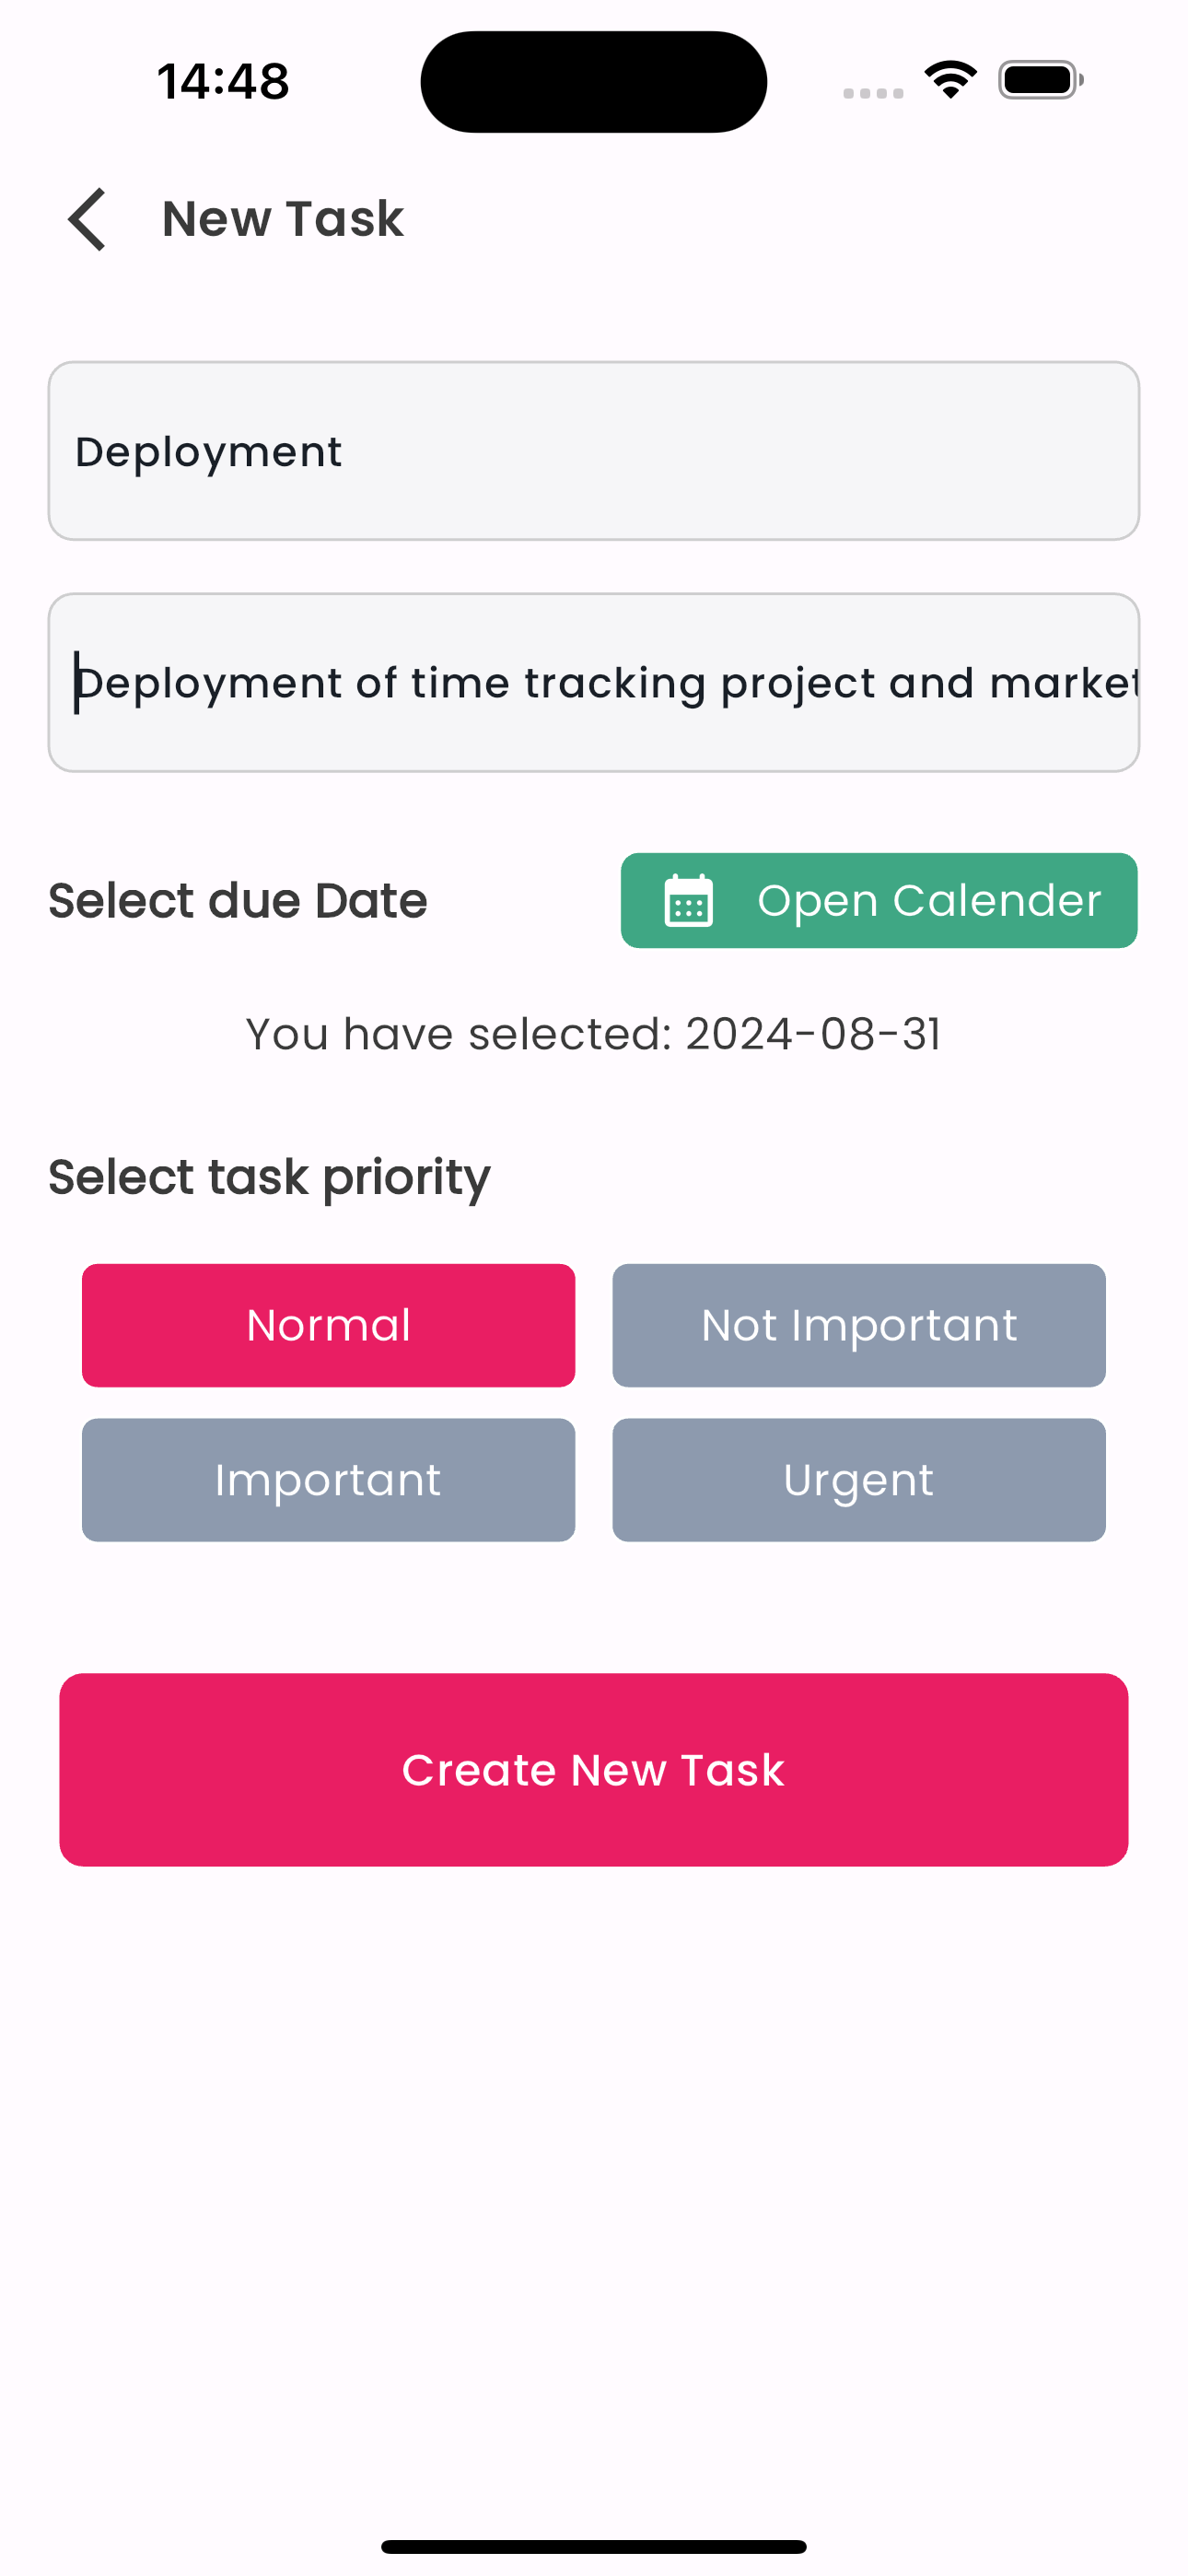 14:48
New Task
Deployment
Deployment of time tracking project and market
Select due Date
Open Calender
You have selected: 2024-08-31
Select task priority
Normal
Not Important
Important
Urgent
Create New Task